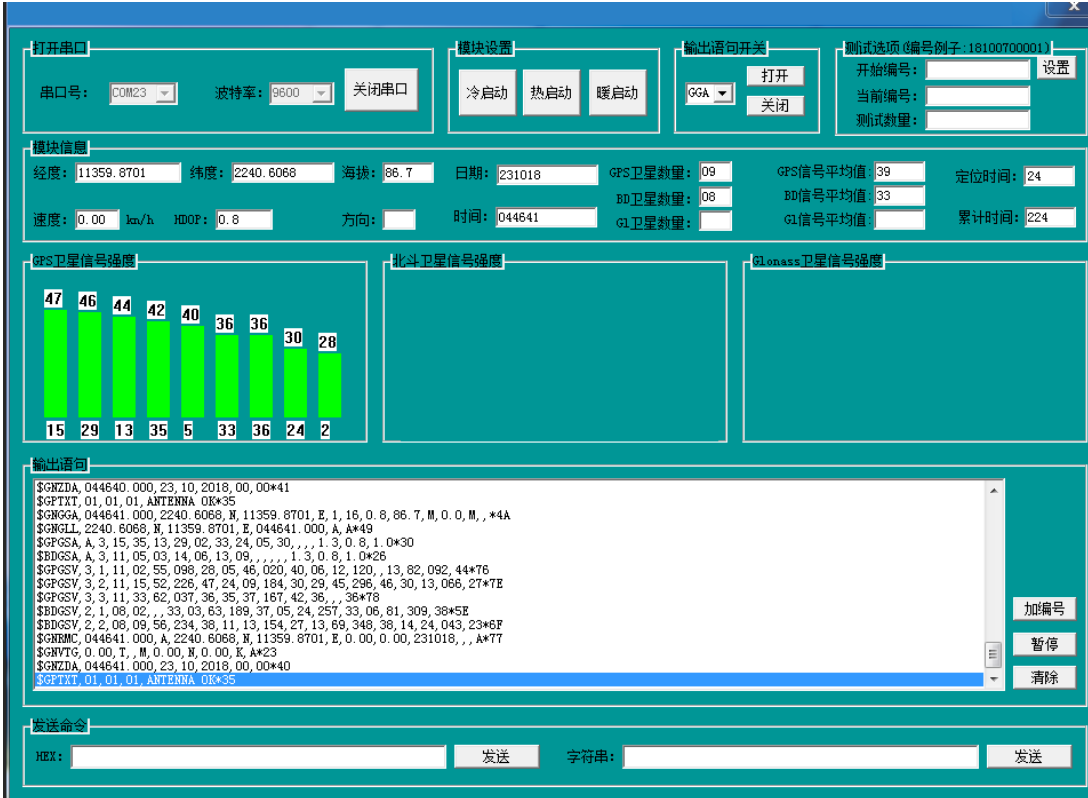 x
打开串口
串口号: COM23 波特率: 9600 关闭串口
模块设置
冷启动 热启动 暖启动
输出语句开关
GGA 打开
关闭
测试选项(编号例子:18100700001)
开始编号: 设置
当前编号:
测试数量:
模块信息
经度: 11359.8701 纬度: 2240.6068 海拔: 86.7 日期: 231018 GPS卫星数量: 09 GPS信号平均值: 39 定位时间: 24
BD卫星数量: 08 BD信号平均值: 33
速度: 0.00 km/h HDOP: 0.8 方向: 时间: 044641 Gl卫星数量: Gl信号平均值: 累计时间: 224
GPS卫星信号强度
47 46 44 42 40 36 36 30 28
15 29 13 35 5 33 36 24 2
北斗卫星信号强度
Glonass卫星信号强度
输出语句
$GNZDA,044640.000,23,10,2018,00,00*41
$GPTXT,01,01,01,ANTENNA OK*35
$GNGGA,044641.000,2240.6068,N,11359.8701,E,1,16,0.8,86.7,M,0.0,M,,*4A
$GNGLL,2240.6068,N,11359.8701,E,044641.000,A,A*49
$GPGSA,A,3,15,35,13,29,02,33,24,05,30,,,,1.3,0.8,1.0*30
$BDGSA,A,3,11,05,03,14,06,13,09,,,,,,1.3,0.8,1.0*26
$GPGSV,3,1,11,02,55,098,28,05,46,020,40,06,12,120,,13,82,092,44*76
$GPGSV,3,2,11,15,52,226,47,24,09,184,30,29,45,296,46,30,13,066,27*7E
$GPGSV,3,3,11,33,62,037,36,35,37,167,42,36,,,36*78
$BDGSV,2,1,08,02,,,33,03,63,189,37,05,24,257,33,06,81,309,38*5E
$BDGSV,2,2,08,09,56,234,38,11,13,154,27,13,69,348,38,14,24,043,23*6F
$GNRMC,044641.000,A,2240.6068,N,11359.8701,E,0.00,0.00,231018,,,A*77
$GNVTG,0.00,T,,M,0.00,N,0.00,K,A*23
$GNZDA,044641.000,23,10,2018,00,00*40
$GPTXT,01,01,01,ANTENNA OK*35
加编号
暂停
清除
发送命令
HEX: 发送 字符串: 发送